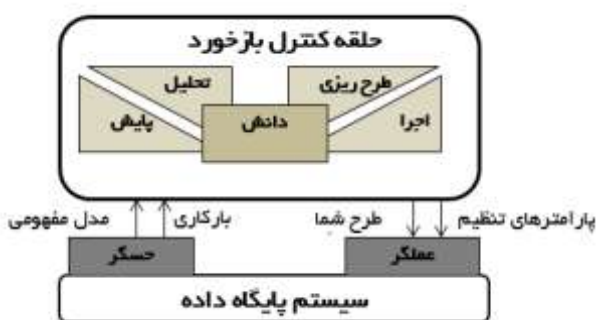 حلقه کنترل بازخورد
تحلیل
طرح ریزی
پایش
دانش
اجرا
مدل مفهومی
بارکاری
طرح شما
پارامترهای تنظیم
حسگر
عملگر
سیستم پایگاه داده